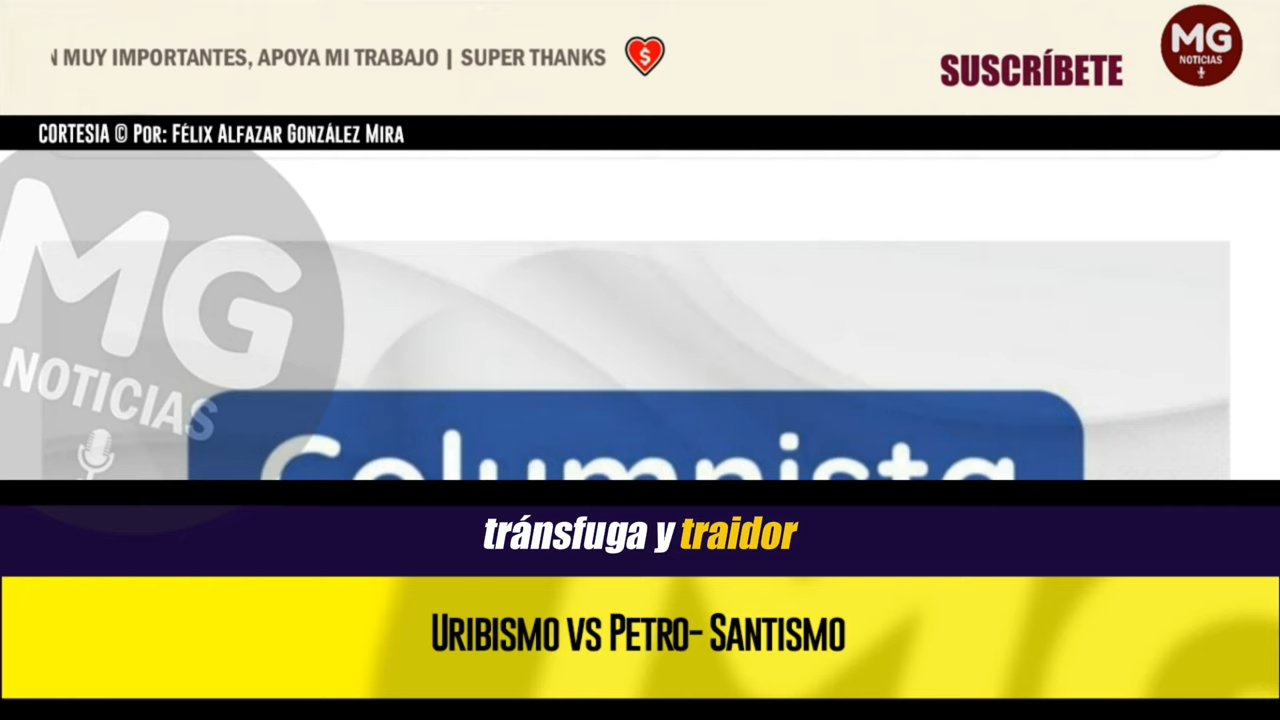 N MUY IMPORTANTES, APOYA MI TRABAJO | SUPER THANKS
SUSCRÍBETE
MG
NOTICIAS
CORTESIA © Por: Félix Alfazar González Mira
MG
NOTICIAS
Columnista
tránsfuga y traidor
Uribismo vs Petro- Santismo